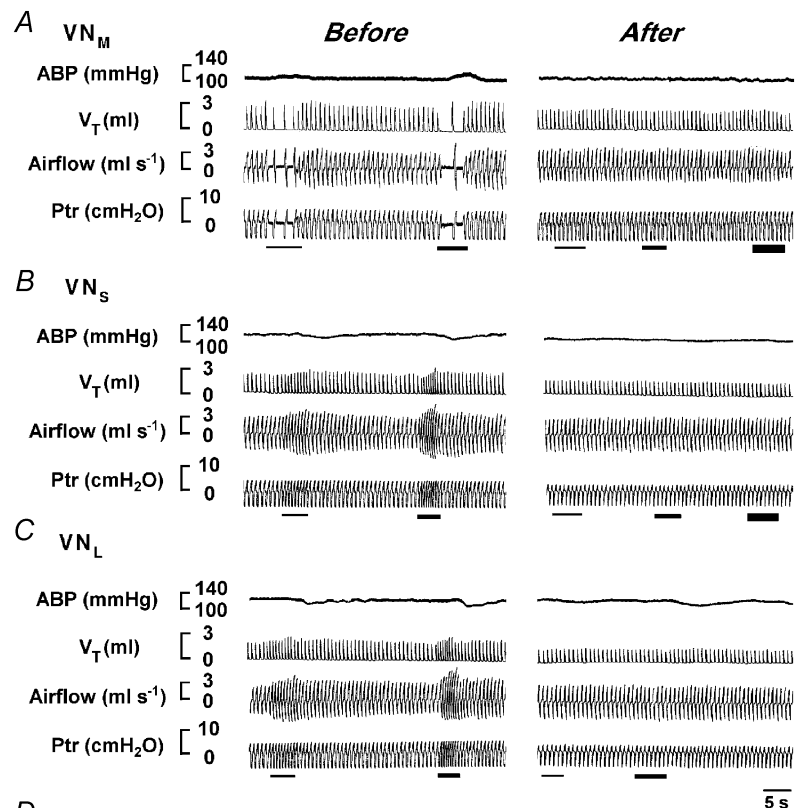 A VN_M Before After
ABP (mmHg) 140 100
V_T (ml) 3 0
Airflow (ml s⁻¹) 3 0
Ptr (cmH₂O) 10 0
B VN_S
ABP (mmHg) 140 100
V_T (ml) 3 0
Airflow (ml s⁻¹) 3 0
Ptr (cmH₂O) 10 0
C VN_L
ABP (mmHg) 140 100
V_T (ml) 3 0
Airflow (ml s⁻¹) 3 0
Ptr (cmH₂O) 10 0
5 s